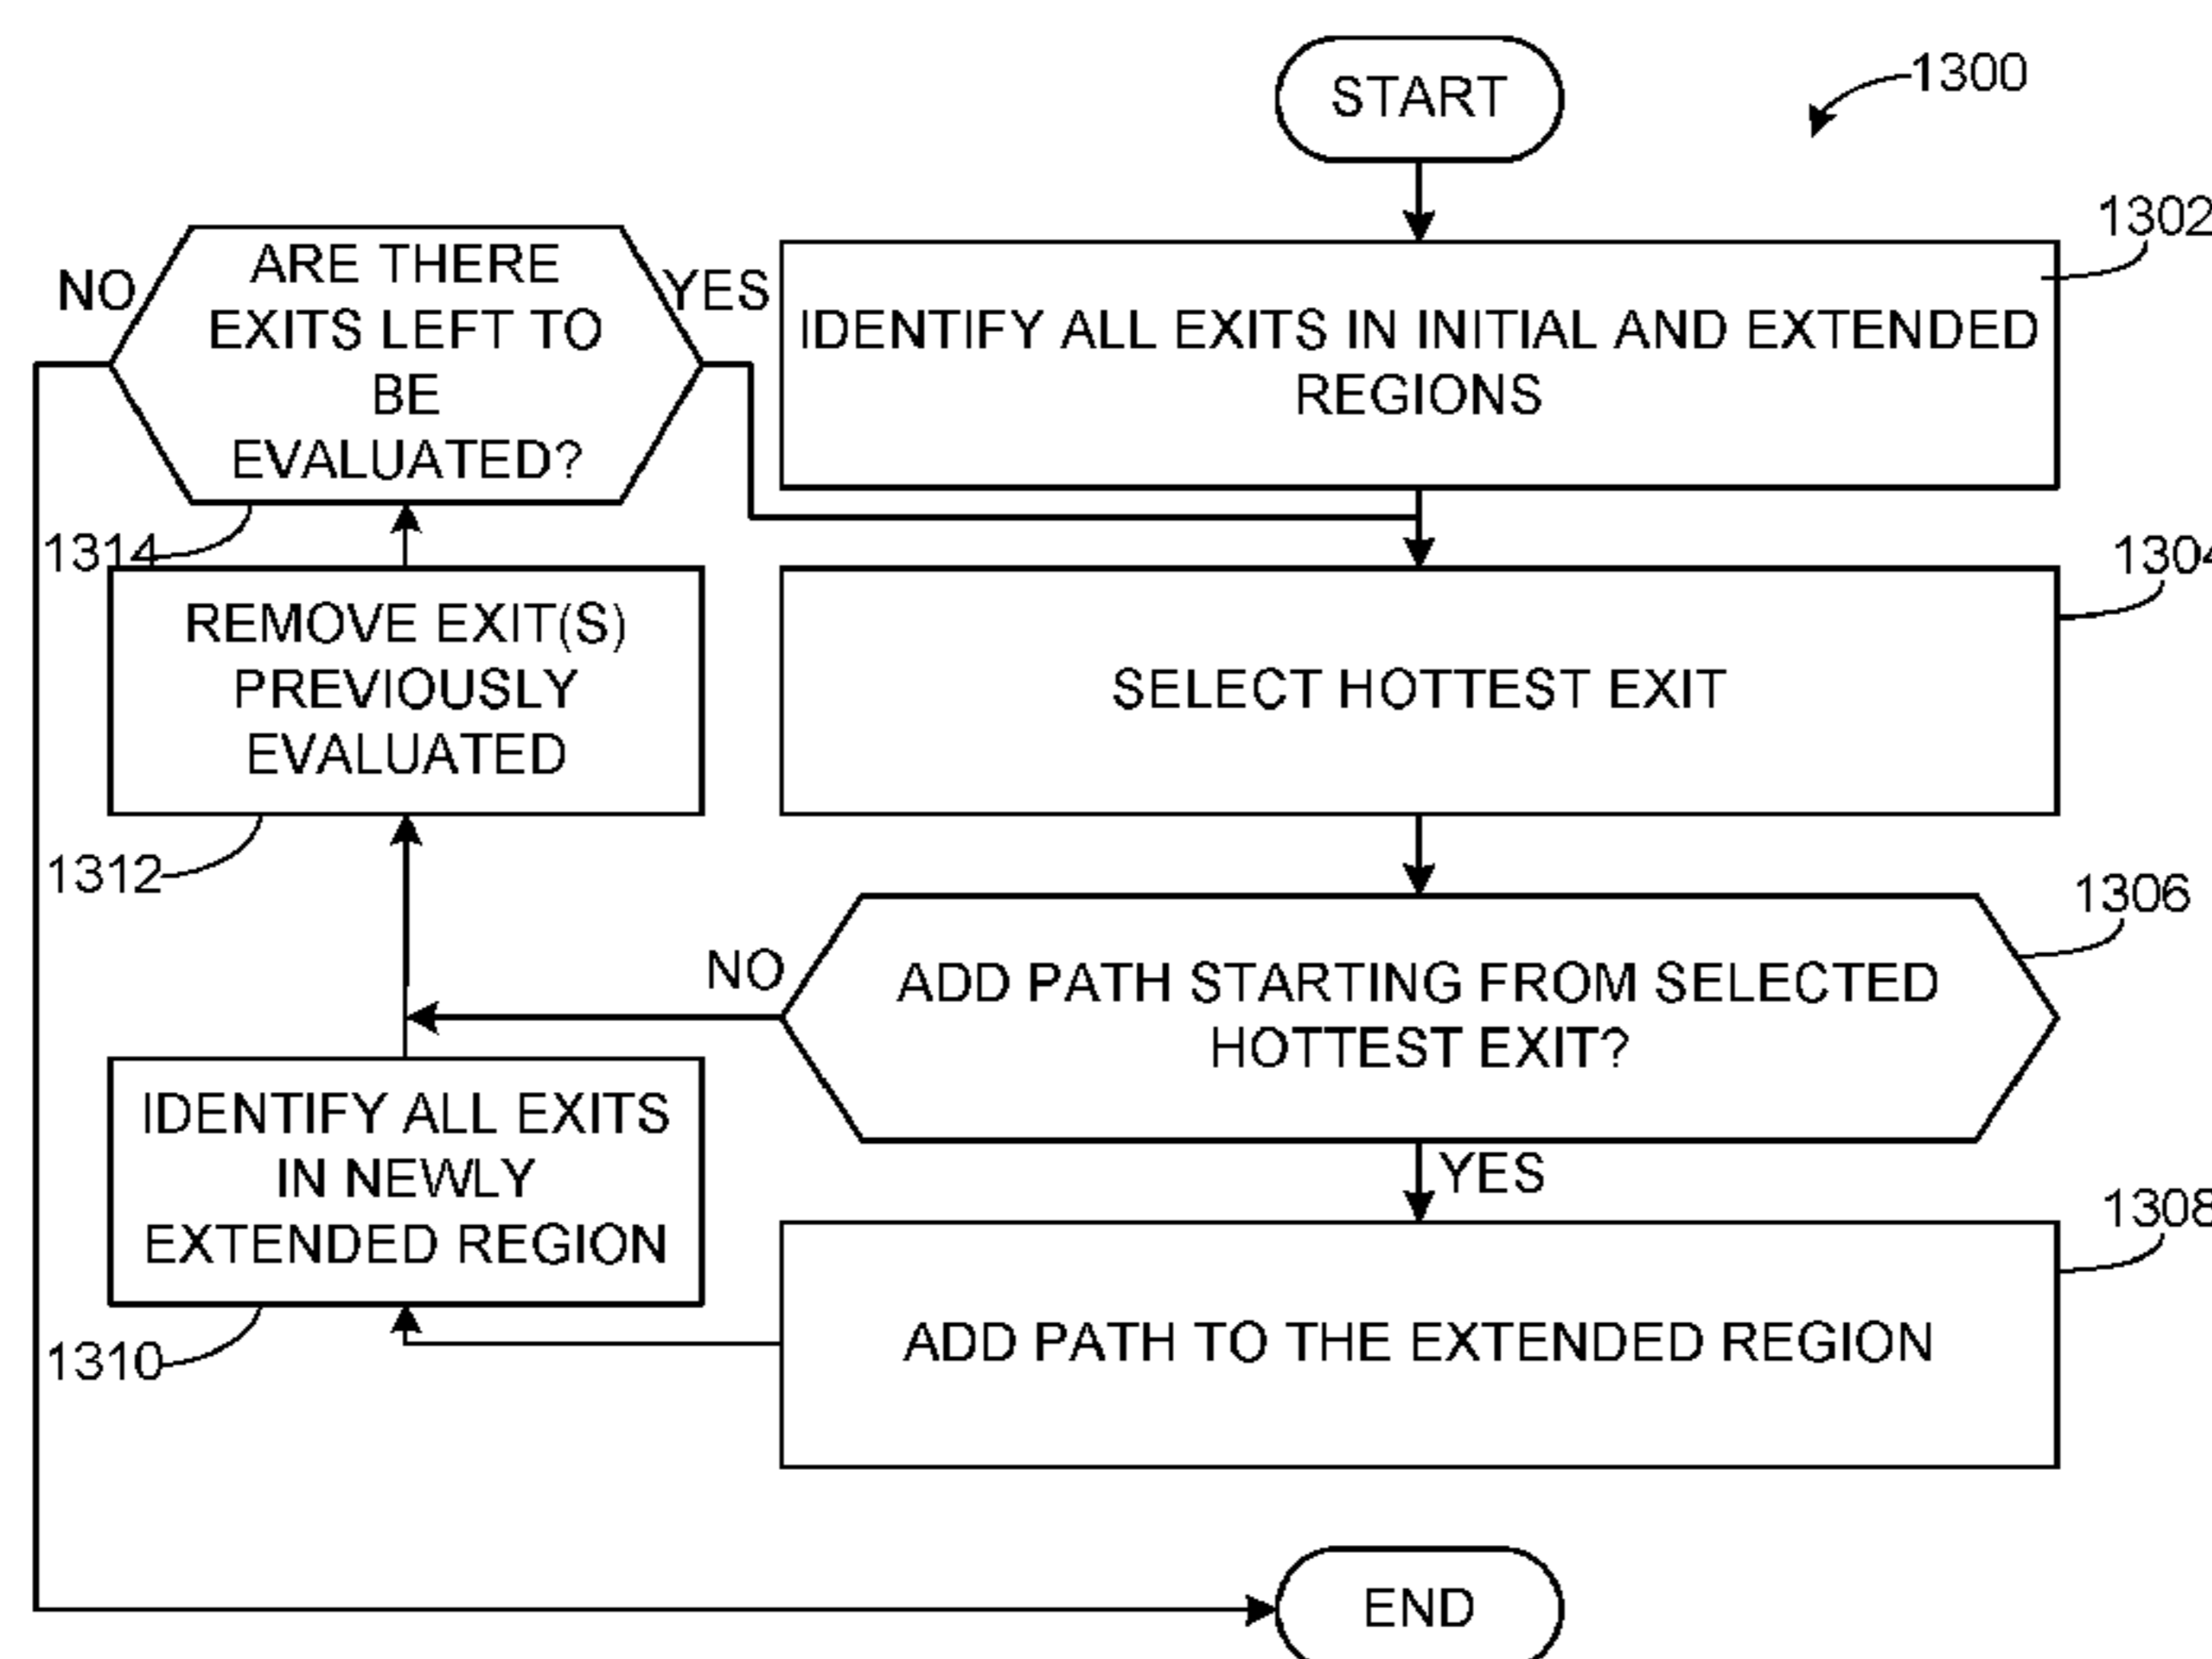 START
1300
1302
IDENTIFY ALL EXITS IN INITIAL AND EXTENDED
REGIONS
NO
ARE THERE
EXITS LEFT TO
BE
EVALUATED?
YES
1314
1304
SELECT HOTTEST EXIT
REMOVE EXIT(S)
PREVIOUSLY
EVALUATED
1312
1306
ADD PATH STARTING FROM SELECTED
HOTTEST EXIT?
NO
YES
1308
ADD PATH TO THE EXTENDED REGION
IDENTIFY ALL EXITS
IN NEWLY
EXTENDED REGION
1310
END